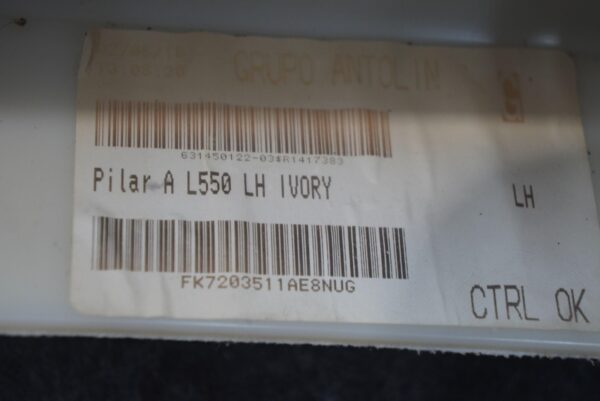 GRUPO ANTOLIN
631450122-03#R1417383
Pilar A L550 LH IVORY
LH
FK7203511AE8NUG
CTRL OK